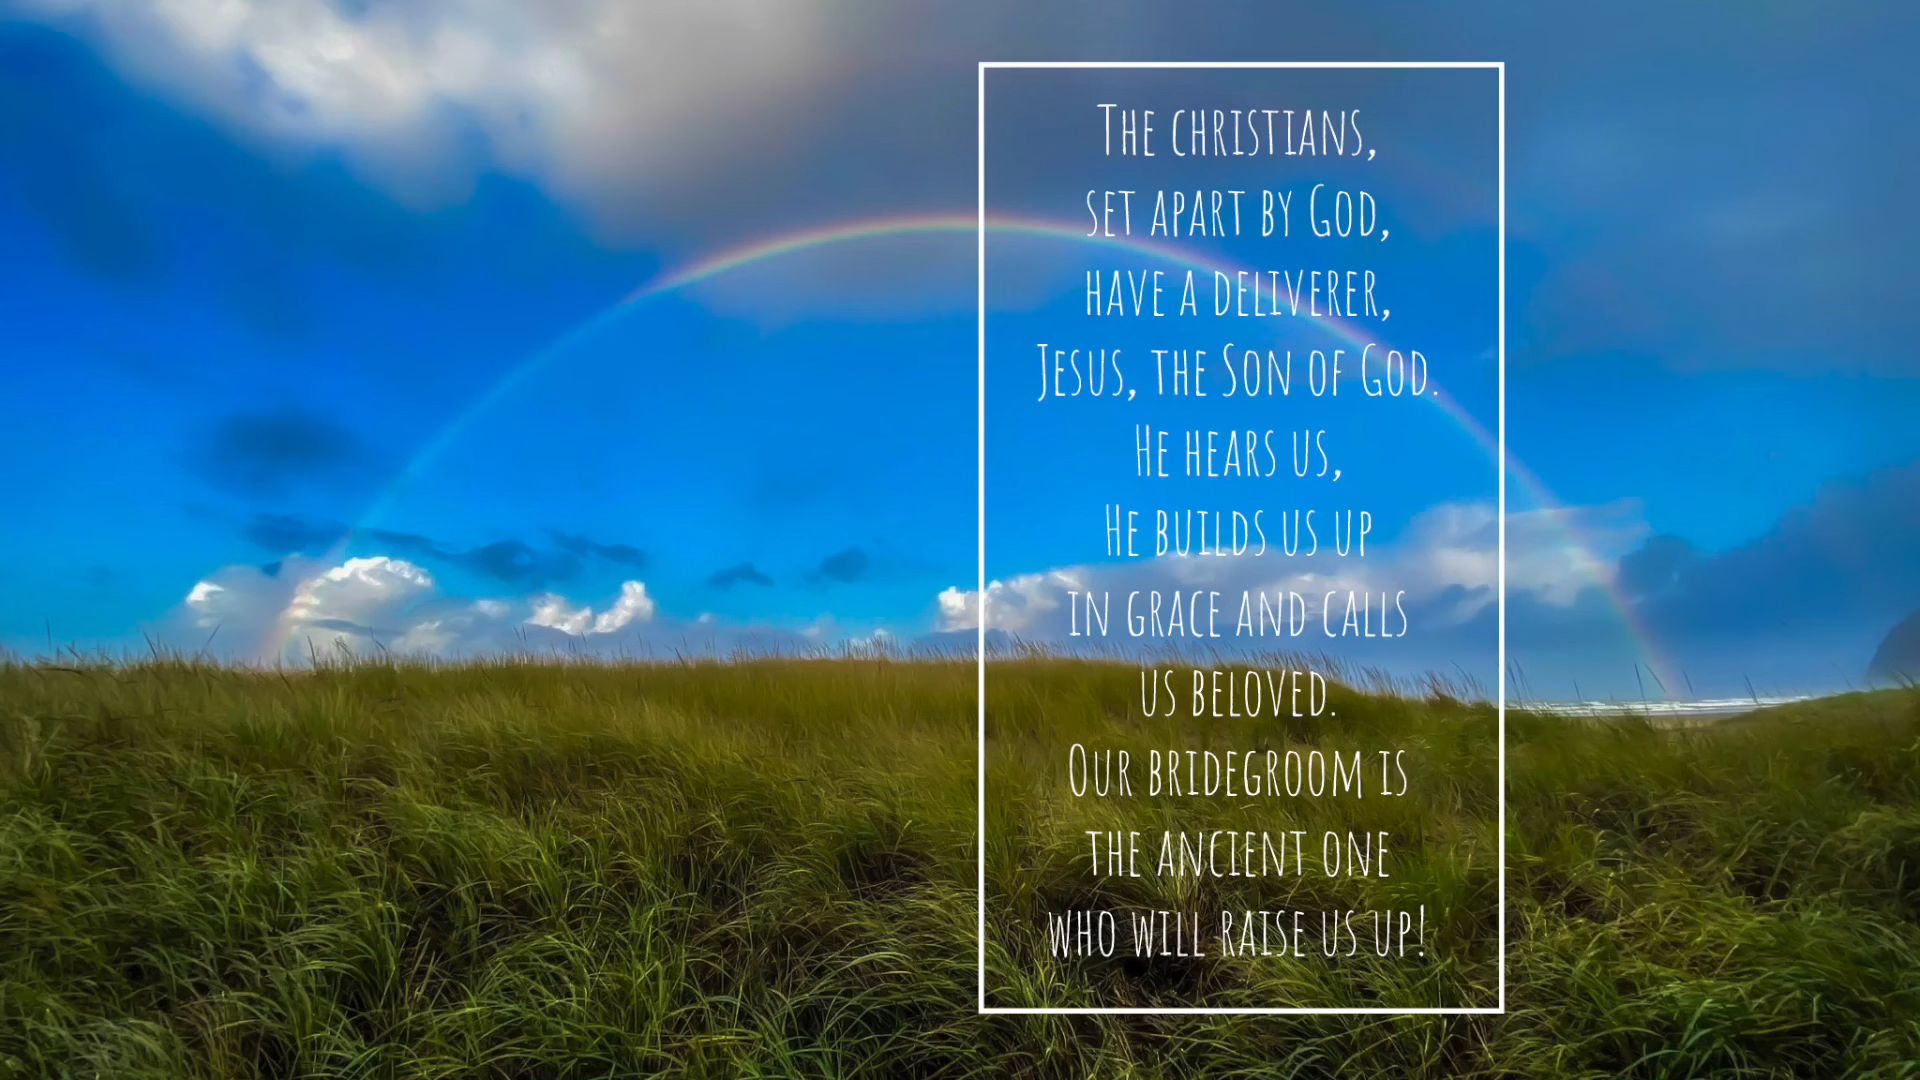 The christians,
set apart by God,
have a deliverer,
Jesus, the Son of God.
He hears us,
He builds us up
in grace and calls
us beloved.
Our bridegroom is
the ancient one
who will raise us up!